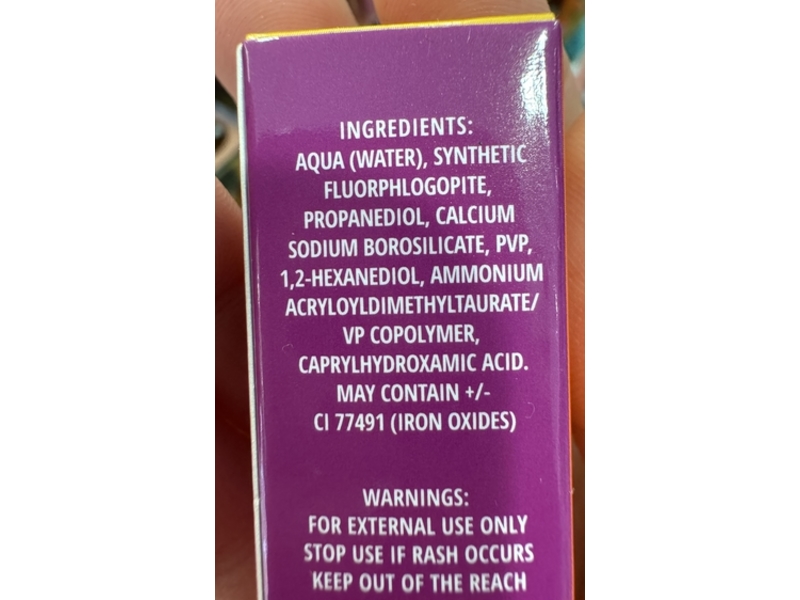 INGREDIENTS:
AQUA (WATER), SYNTHETIC
FLUORPHLOGOPITE,
PROPANEDIOL, CALCIUM
SODIUM BOROSILICATE, PVP,
1,2-HEXANEDIOL, AMMONIUM
ACRYLOYLDIMETHYLTAURATE/
VP COPOLYMER,
CAPRYLHYDROXAMIC ACID.
MAY CONTAIN +/-
CI 77491 (IRON OXIDES)
WARNINGS:
FOR EXTERNAL USE ONLY
STOP USE IF RASH OCCURS
KEEP OUT OF THE REACH